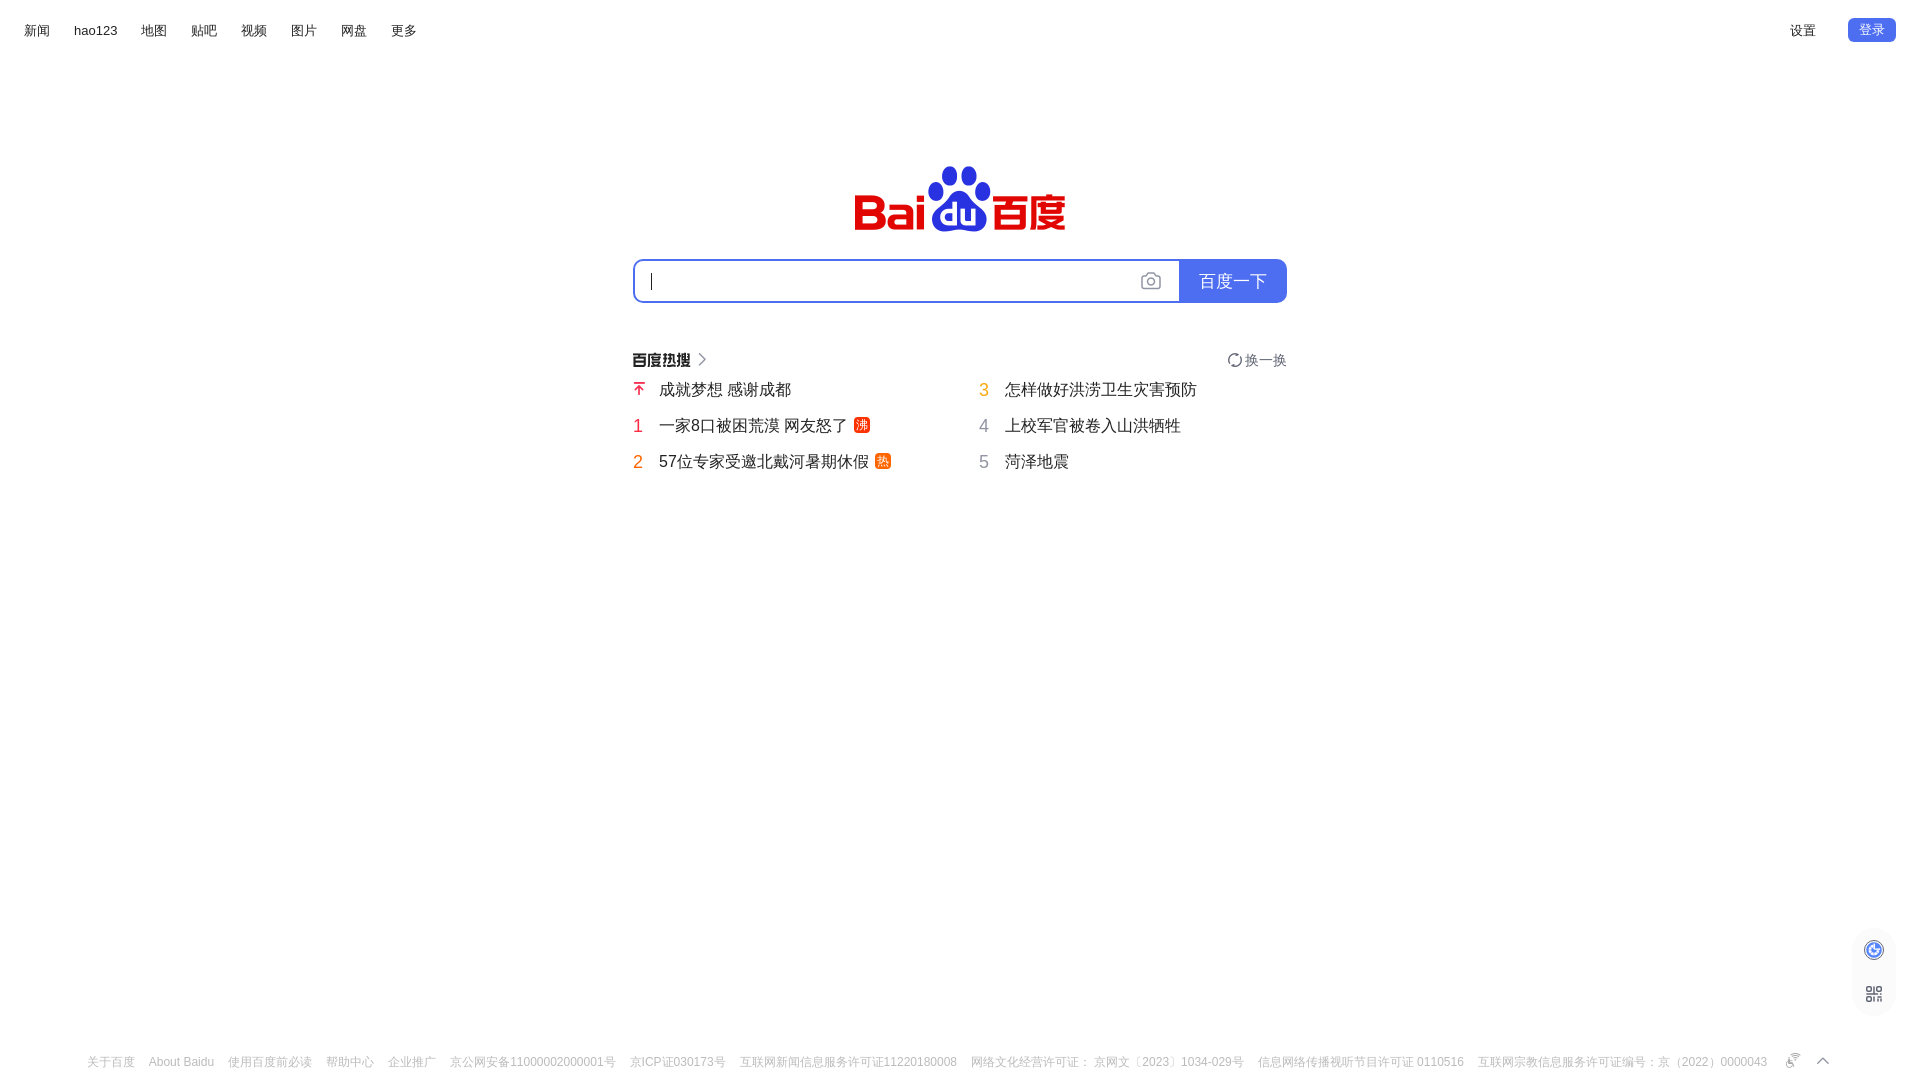 新闻 hao123 地图 贴吧 视频 图片 网盘 更多 设置 登录
Bai du 百度
百度一下
百度热搜 换一换
成就梦想 感谢成都
1 一家8口被困荒漠 网友怒了 沸
2 57位专家受邀北戴河暑期休假 热
3 怎样做好洪涝卫生灾害预防
4 上校军官被卷入山洪牺牲
5 菏泽地震
关于百度 About Baidu 使用百度前必读 帮助中心 企业推广 京公网安备11000002000001号 京ICP证030173号 互联网新闻信息服务许可证11220180008 网络文化经营许可证： 京网文〔2023〕1034-029号 信息网络传播视听节目许可证 0110516 互联网宗教信息服务许可证编号：京（2022）0000043